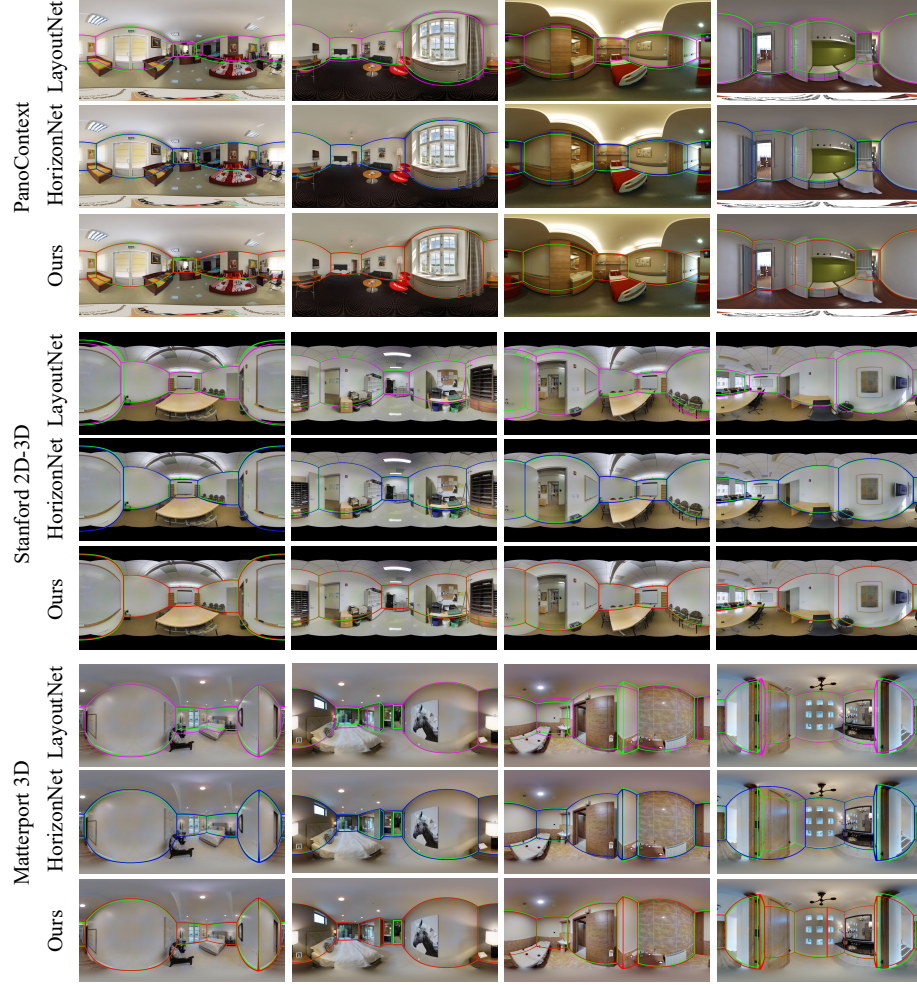 PanoContext
LayoutNet
HorizonNet
Ours
Stanford 2D-3D
LayoutNet
HorizonNet
Ours
Matterport 3D
LayoutNet
HorizonNet
Ours